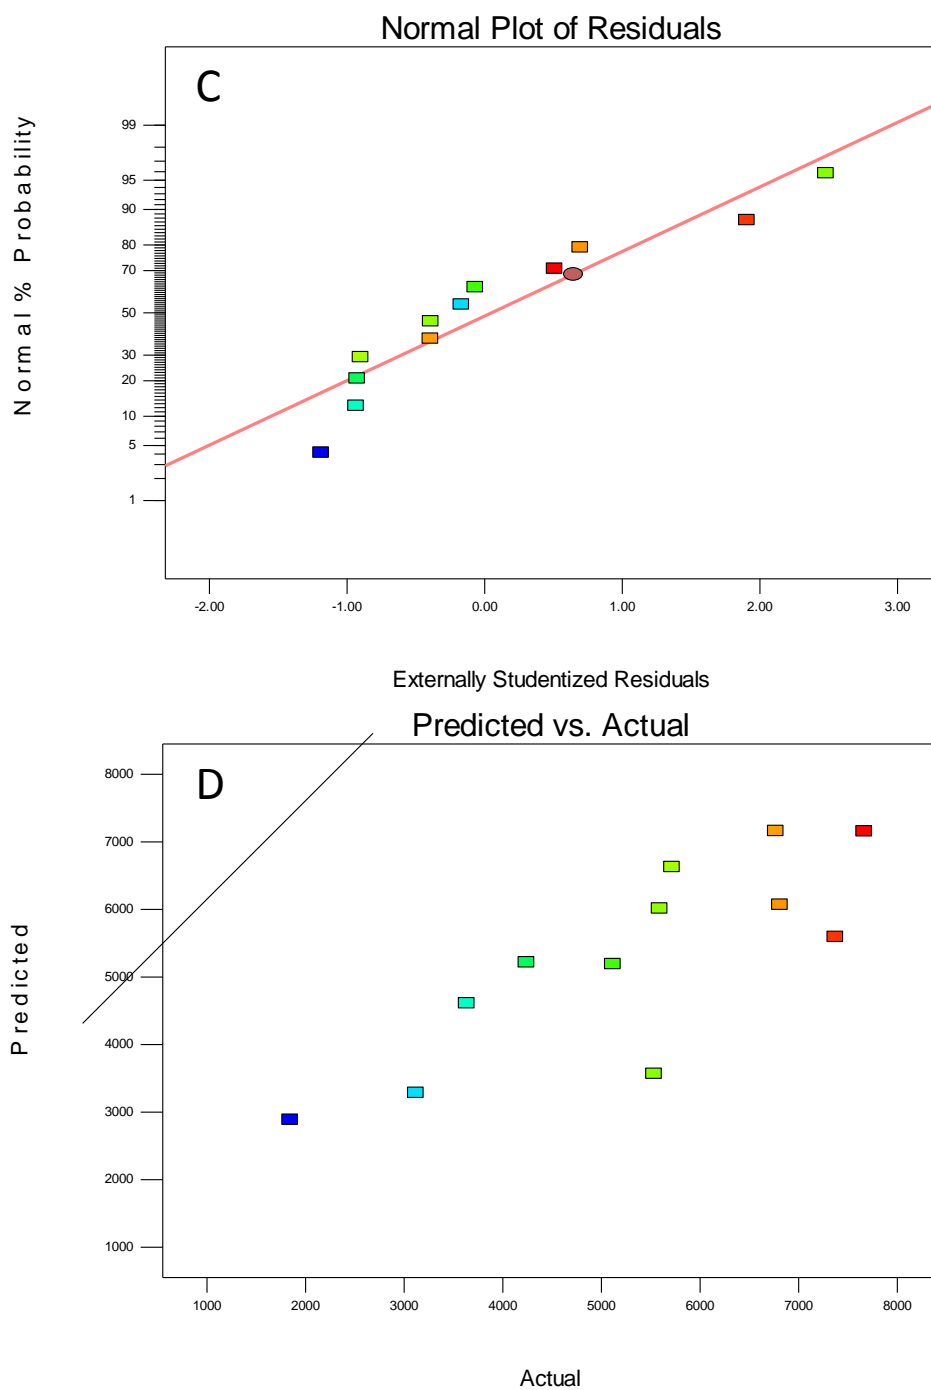 Normal Plot of Residuals
C
Normal % Probability
99
95
90
80
70
50
30
20
10
5
1
-2.00 -1.00 0.00 1.00 2.00 3.00
Externally Studentized Residuals
Predicted vs. Actual
D
Predicted
8000
7000
6000
5000
4000
3000
2000
1000
1000 2000 3000 4000 5000 6000 7000 8000
Actual